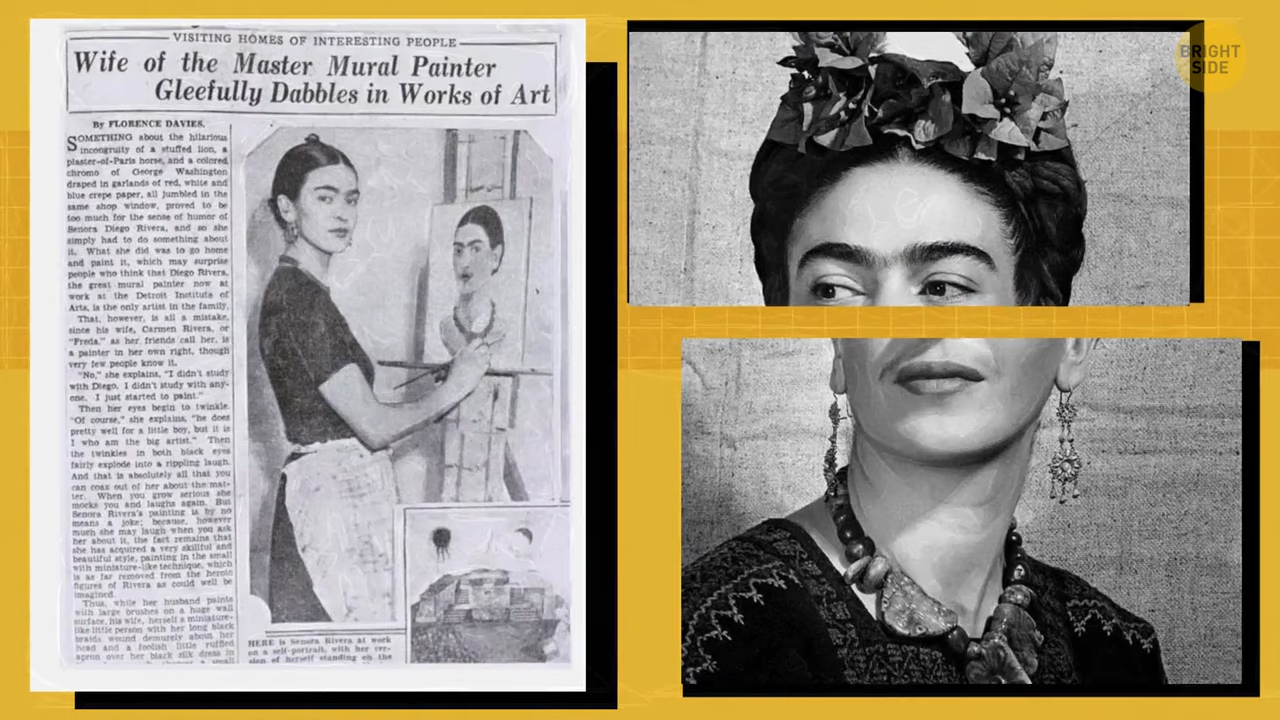 VISITING HOMES OF INTERESTING PEOPLE
Wife of the Master Mural Painter
Gleefully Dabbles in Works of Art
By FLORENCE DAVIES.
SOMETHING about the hilarious
incongruity of a stuffed lion, a
plaster-of-Paris horse, and a colored
chromo of George Washington
draped in garlands of red, white and
blue crepe paper, all jumbled in the
same shop window, proved to be
too much for the sense of humor of
Senora Diego Rivera, and so she
simply had to do something about
it. What she did was to go home
and paint it, which may surprise
people who think that Diego Rivera,
the great mural painter now at
work at the Detroit Institute of
Arts, is the only artist in the family.
That, however, is all a mistake,
since his wife, Carmen Rivera, or
"Freda," as her friends call her, is
a painter in her own right, though
very few people know it.
"No," she explains, "I didn't study
with Diego. I didn't study with any-
one. I just started to paint."
Then her eyes begin to twinkle.
"Of course," she explains, "he does
pretty well for a little boy, but it is
I who am the big artist." Then
the twinkles in both black eyes
fairly explode into a rippling laugh.
And that is absolutely all that you
can coax out of her about the mat-
ter. When you grow serious she
mocks you and laughs again. But
Senora Rivera's painting is by no
means a joke; because, however
much she may laugh when you ask
her about it, the fact remains that
she has acquired a very skillful and
beautiful style, painting in the small
with miniature-like technique, which
is as far removed from the heroic
figures of Rivera as could well be
imagined.
Thus, while her husband paints
with large brushes on a huge wall
surface, his wife, herself a miniature-
like little person with her long black
braids wound demurely about her
head and a foolish little ruffled
apron over her black silk dress in
HERE is Senora Rivera at work
on a self-portrait, with her ver-
sion of herself standing on the
BRIGHT
SIDE